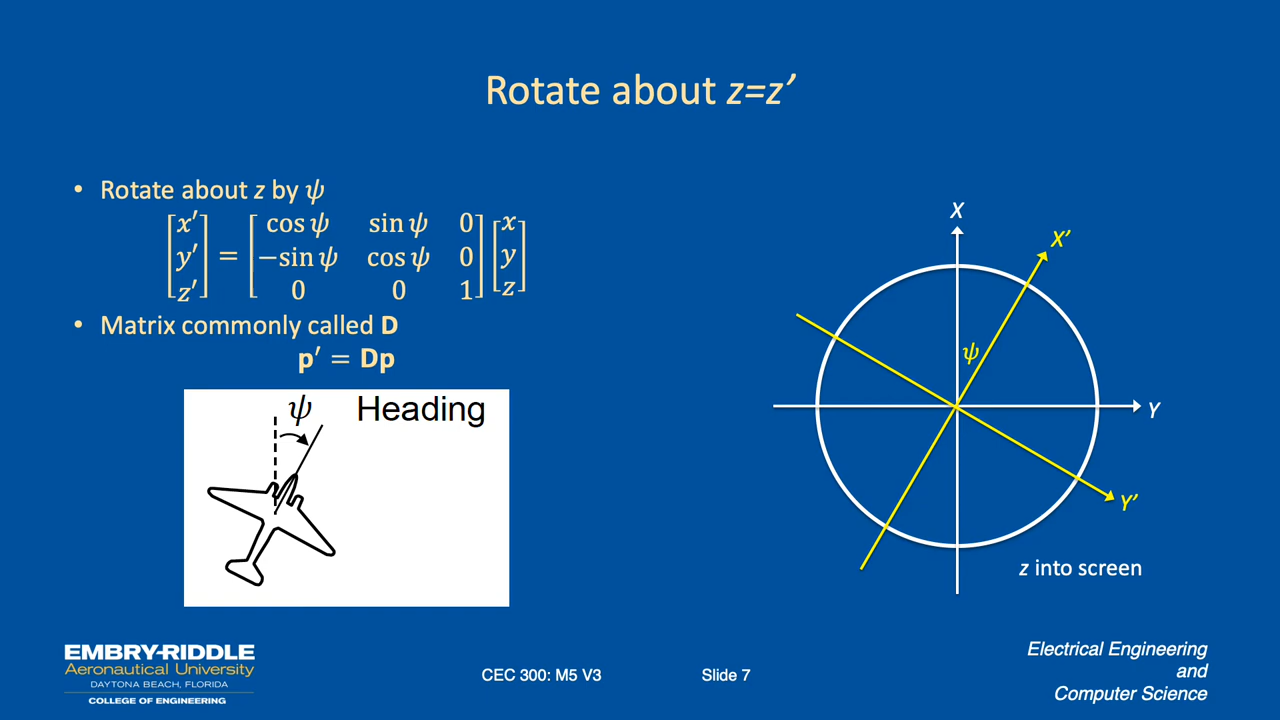 Rotate about z=z’
• Rotate about z by ψ
[x′ y′ z′] = [cos ψ sin ψ 0; −sin ψ cos ψ 0; 0 0 1] [x y z]
• Matrix commonly called D
p′ = Dp
ψ Heading
X
X’
ψ
Y
Y’
z into screen
EMBRY-RIDDLE
Aeronautical University
DAYTONA BEACH, FLORIDA
COLLEGE OF ENGINEERING
CEC 300: M5 V3
Slide 7
Electrical Engineering
and
Computer Science